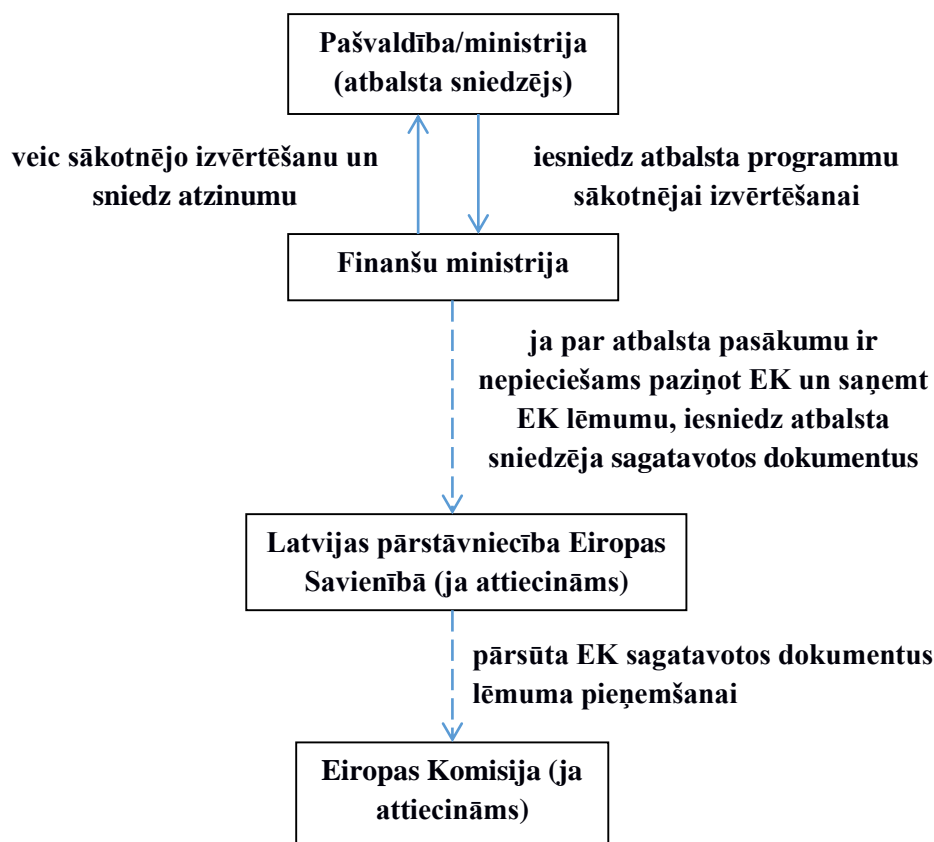 Pašvaldība/ministrija
(atbalsta sniedzējs)
veic sākotnējo izvērtēšanu un
sniedz atzinumu
iesniedz atbalsta programmu
sākotnējai izvērtēšanai
Finanšu ministrija
ja par atbalsta pasākumu ir
nepieciešams paziņot EK un saņemt
EK lēmumu, iesniedz atbalsta
sniedzēja sagatavotos dokumentus
Latvijas pārstāvniecība Eiropas
Savienībā (ja attiecināms)
pārsūta EK sagatavotos dokumentus
lēmuma pieņemšanai
Eiropas Komisija (ja
attiecināms)